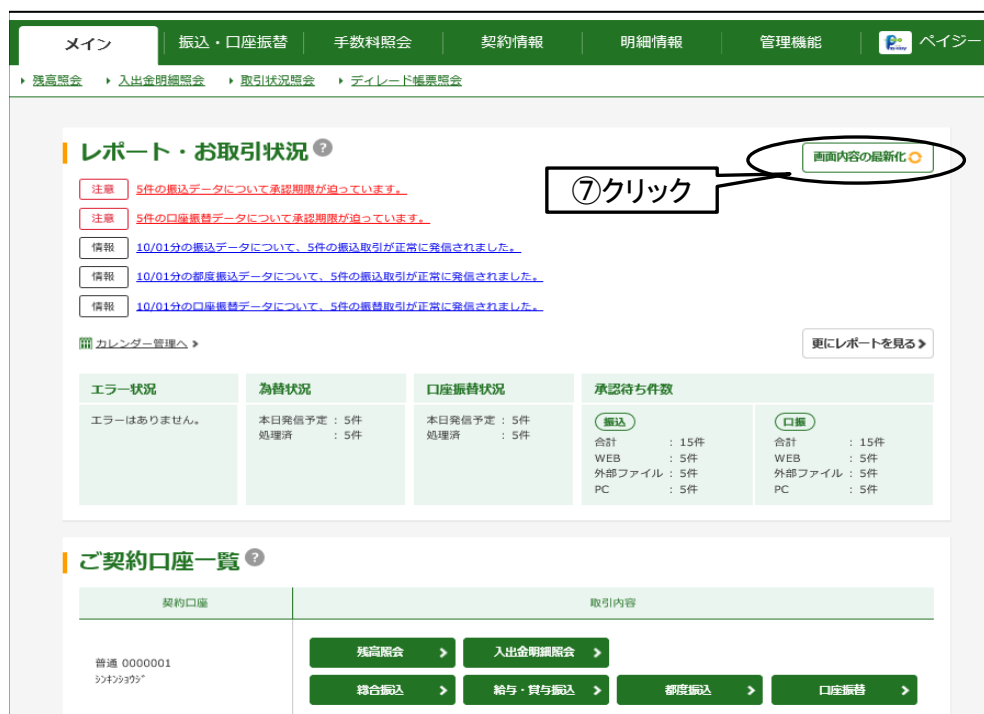 メイン 振込・口座振替 手数料照会 契約情報 明細情報 管理機能 ペイジー
残高照会 入出金明細照会 取引状況照会 ディレード帳票照会
レポート・お取引状況 ?
画面内容の最新化
⑦クリック
注意 5件の振込データについて承認期限が迫っています。
注意 5件の口座振替データについて承認期限が迫っています。
情報 10/01分の振込データについて、5件の振込取引が正常に発信されました。
情報 10/01分の都度振込データについて、5件の振込取引が正常に発信されました。
情報 10/01分の口座振替データについて、5件の振替取引が正常に発信されました。
カレンダー管理へ
更にレポートを見る
エラー状況 為替状況 口座振替状況 承認待ち件数
エラーはありません。
本日発信予定 : 5件
処理済 : 5件
本日発信予定 : 5件
処理済 : 5件
振込
合計 : 15件
WEB : 5件
外部ファイル : 5件
PC : 5件
口振
合計 : 15件
WEB : 5件
外部ファイル : 5件
PC : 5件
ご契約口座一覧 ?
契約口座 取引内容
普通 0000001
ｼﾝｷﾝｼｮｳｼﾞ
残高照会 入出金明細照会
総合振込 給与・賞与振込 都度振込 口座振替